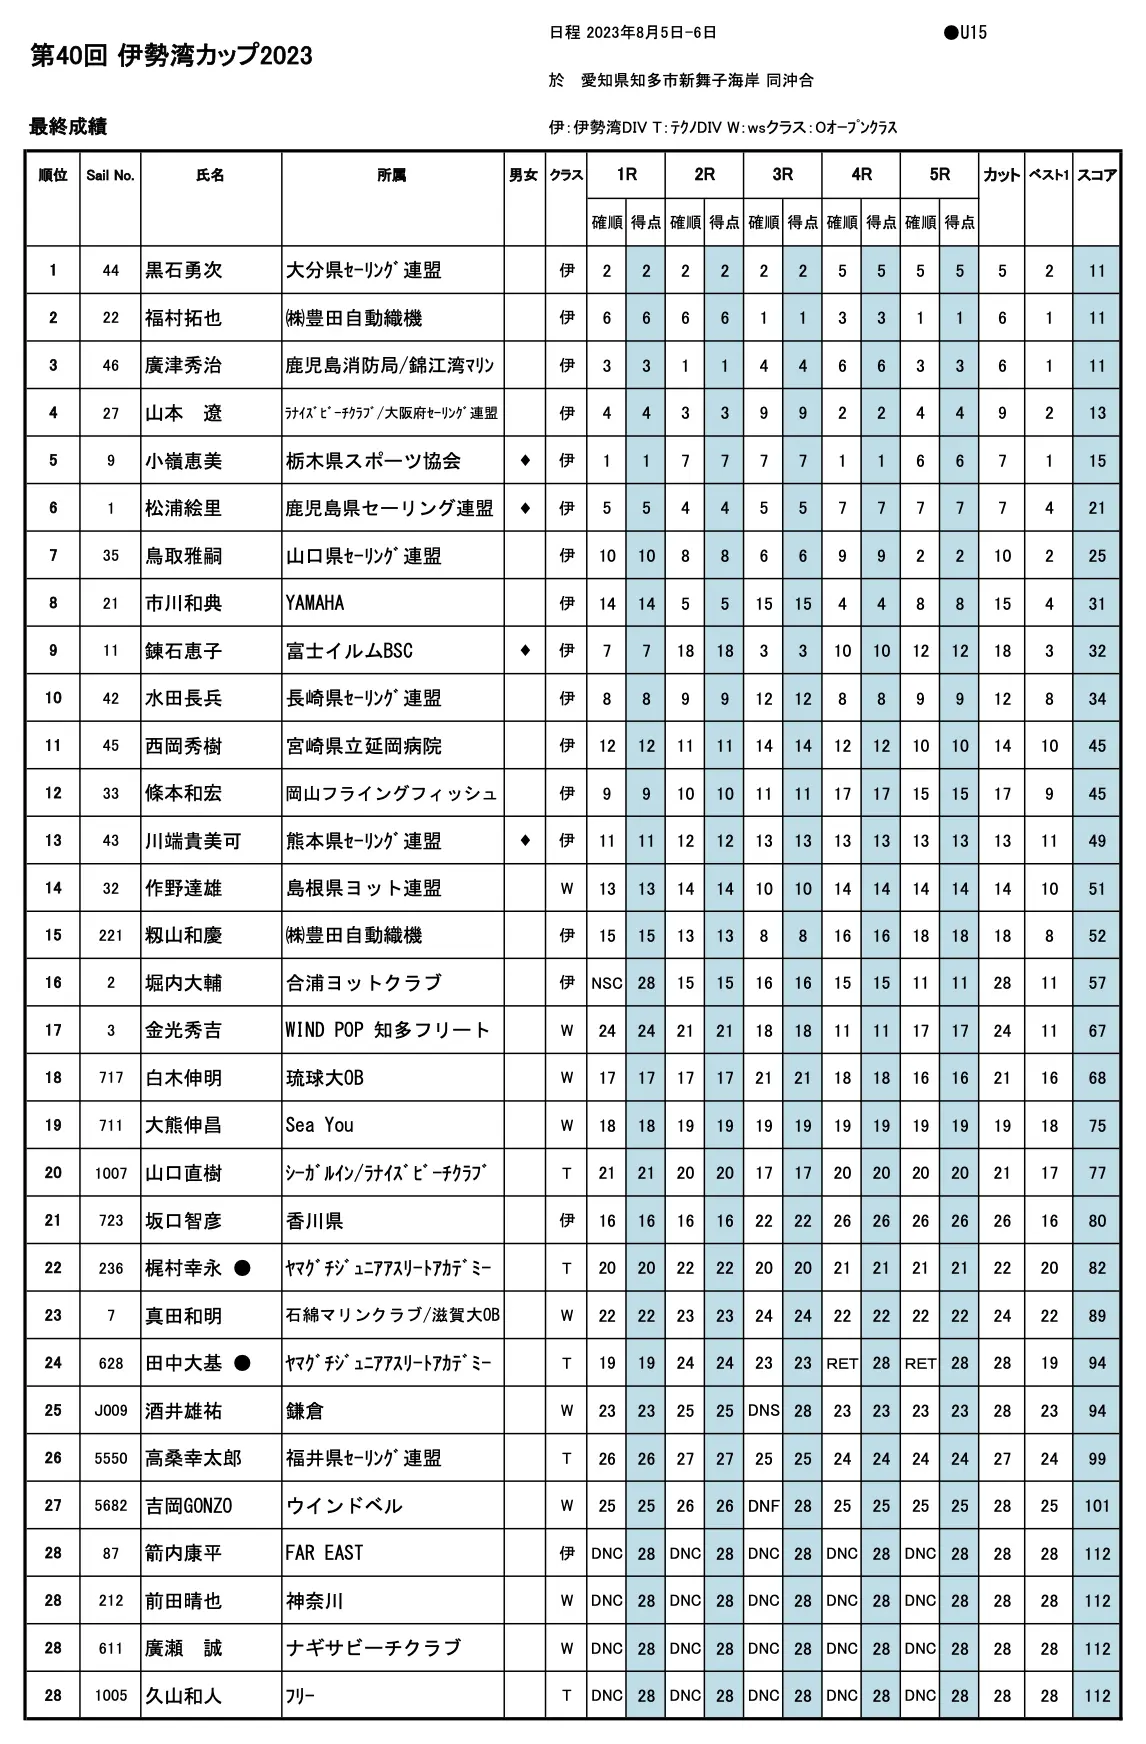 日程 2023年8月5日-6日
●U15
第40回 伊勢湾カップ2023
於 愛知県知多市新舞子海岸 同沖合
最終成績
伊：伊勢湾DIV T：ﾃｸﾉDIV W：wsクラス：Oオープンクラス
順位 Sail No. 氏名 所属 男女 クラス 1R 2R 3R 4R 5R カット ベスト1 スコア
確順 得点 確順 得点 確順 得点 確順 得点 確順 得点
1 44 黒石勇次 大分県ｾｰﾘﾝｸﾞ連盟 伊 2 2 2 2 2 2 5 5 5 5 5 2 11
2 22 福村拓也 ㈱豊田自動織機 伊 6 6 6 6 1 1 3 3 1 1 6 1 11
3 46 廣津秀治 鹿児島消防局/錦江湾ﾏﾘﾝ 伊 3 3 1 1 4 4 6 6 3 3 6 1 11
4 27 山本　遼 ﾗﾅｲｽﾞﾋﾞｰﾁｸﾗﾌﾞ/大阪府ｾｰﾘﾝｸﾞ連盟 伊 4 4 3 3 9 9 2 2 4 4 9 2 13
5 9 小嶺恵美 栃木県スポーツ協会 ♦ 伊 1 1 7 7 7 7 1 1 6 6 7 1 15
6 1 松浦絵里 鹿児島県セーリング連盟 ♦ 伊 5 5 4 4 5 5 7 7 7 7 7 4 21
7 35 鳥取雅嗣 山口県ｾｰﾘﾝｸﾞ連盟 伊 10 10 8 8 6 6 9 9 2 2 10 2 25
8 21 市川和典 YAMAHA 伊 14 14 5 5 15 15 4 4 8 8 15 4 31
9 11 錬石恵子 富士イルムBSC ♦ 伊 7 7 18 18 3 3 10 10 12 12 18 3 32
10 42 水田長兵 長崎県ｾｰﾘﾝｸﾞ連盟 伊 8 8 9 9 12 12 8 8 9 9 12 8 34
11 45 西岡秀樹 宮崎県立延岡病院 伊 12 12 11 11 14 14 12 12 10 10 14 10 45
12 33 條本和宏 岡山フライングフィッシュ 伊 9 9 10 10 11 11 17 17 15 15 17 9 45
13 43 川端貴美可 熊本県ｾｰﾘﾝｸﾞ連盟 ♦ 伊 11 11 12 12 13 13 13 13 13 13 13 11 49
14 32 作野達雄 島根県ヨット連盟 W 13 13 14 14 10 10 14 14 14 14 14 10 51
15 221 籾山和慶 ㈱豊田自動織機 伊 15 15 13 13 8 8 16 16 18 18 18 8 52
16 2 堀内大輔 合浦ヨットクラブ 伊 NSC 28 15 15 16 16 15 15 11 11 28 11 57
17 3 金光秀吉 WIND POP 知多フリート W 24 24 21 21 18 18 11 11 17 17 24 11 67
18 717 白木伸明 琉球大OB W 17 17 17 17 21 21 18 18 16 16 21 16 68
19 711 大熊伸昌 Sea You W 18 18 19 19 19 19 19 19 19 19 19 18 75
20 1007 山口直樹 ｼｰｶﾞﾙｲﾝ/ﾗﾅｲｽﾞﾋﾞｰﾁｸﾗﾌﾞ T 21 21 20 20 17 17 20 20 20 20 21 17 77
21 723 坂口智彦 香川県 伊 16 16 16 16 22 22 26 26 26 26 26 16 80
22 236 梶村幸永 ● ﾔﾏｸﾞﾁｼﾞｭﾆｱｱｽﾘｰﾄｱｶﾃﾞﾐｰ T 20 20 22 22 20 20 21 21 21 21 22 20 82
23 7 真田和明 石綿マリンクラブ/滋賀大OB W 22 22 23 23 24 24 22 22 22 22 24 22 89
24 628 田中大基 ● ﾔﾏｸﾞﾁｼﾞｭﾆｱｱｽﾘｰﾄｱｶﾃﾞﾐｰ T 19 19 24 24 23 23 RET 28 RET 28 28 19 94
25 J009 酒井雄祐 鎌倉 W 23 23 25 25 DNS 28 23 23 23 23 28 23 94
26 5550 高桑幸太郎 福井県ｾｰﾘﾝｸﾞ連盟 T 26 26 27 27 25 25 24 24 24 24 27 24 99
27 5682 吉岡GONZO ウインドベル W 25 25 26 26 DNF 28 25 25 25 25 28 25 101
28 87 箭内康平 FAR EAST 伊 DNC 28 DNC 28 DNC 28 DNC 28 DNC 28 28 28 112
28 212 前田晴也 神奈川 W DNC 28 DNC 28 DNC 28 DNC 28 DNC 28 28 28 112
28 611 廣瀬　誠 ナギサビーチクラブ W DNC 28 DNC 28 DNC 28 DNC 28 DNC 28 28 28 112
28 1005 久山和人 ﾌﾘｰ T DNC 28 DNC 28 DNC 28 DNC 28 DNC 28 28 28 112